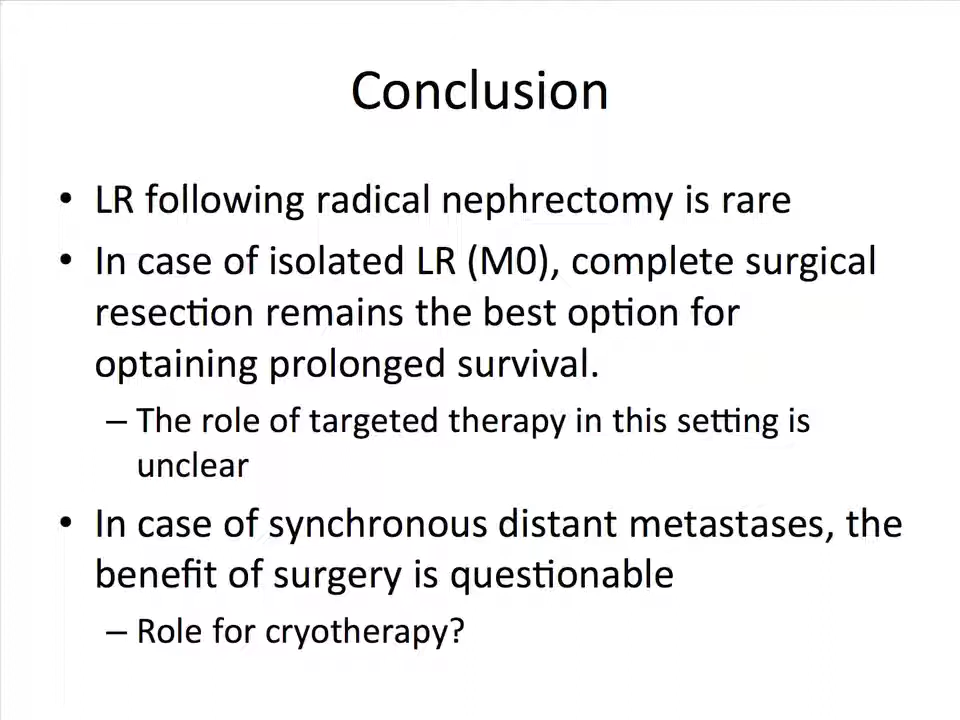 Conclusion
• LR following radical nephrectomy is rare
• In case of isolated LR (M0), complete surgical
resection remains the best option for
optaining prolonged survival.
– The role of targeted therapy in this setting is
unclear
• In case of synchronous distant metastases, the
benefit of surgery is questionable
– Role for cryotherapy?